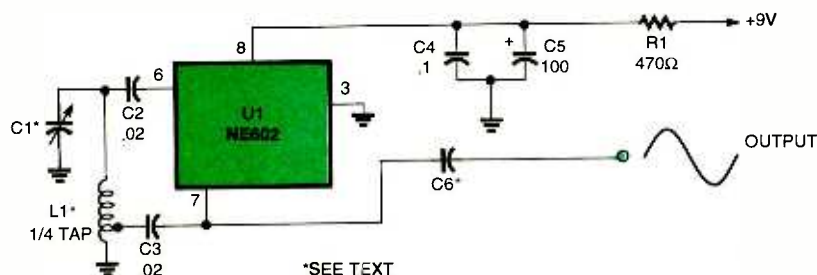 +9V
8
C4
.1
+
C5
100
R1
470Ω
6
C2
.02
C1*
3
U1
NE602
OUTPUT
C6*
7
L1*
1/4 TAP
C3
.02
*SEE TEXT